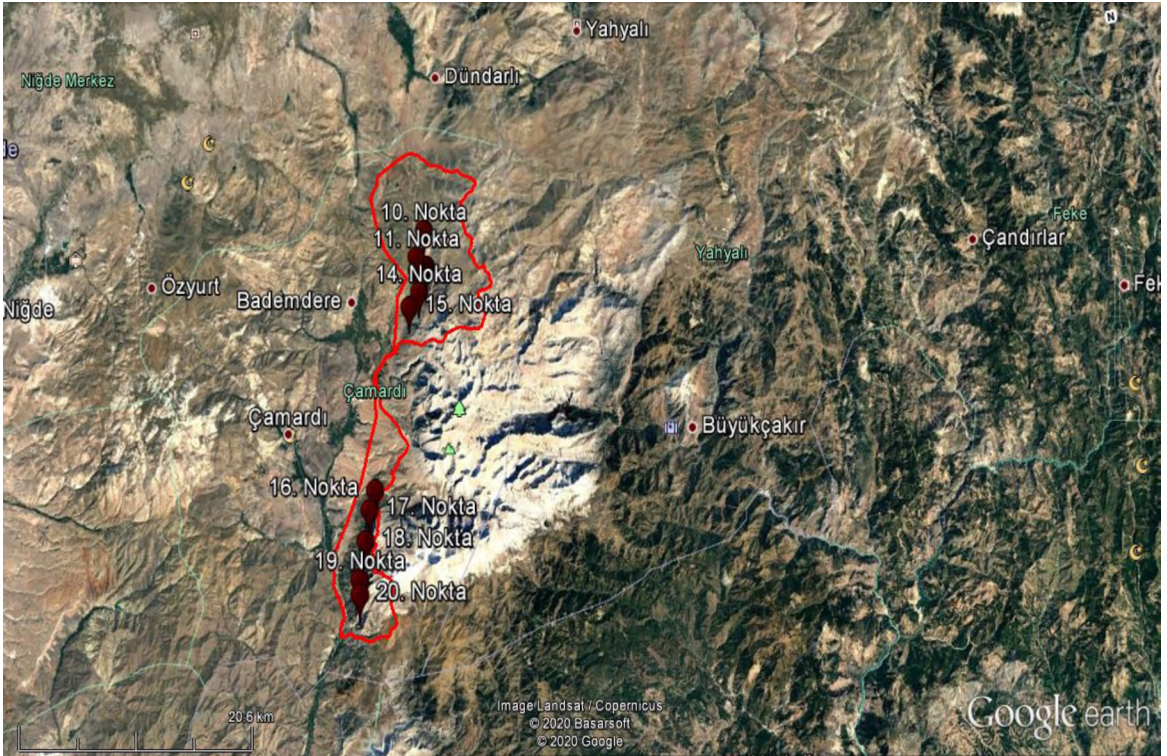 N
Yahyalı
Dündarlı
Niğde Merkez
de
10. Nokta
11. Nokta
14. Nokta
15. Nokta
Feke
Çandırlar
Yahyalı
Özyurt
Bademdere
Niğde
Fek
Çamardı
Çamardı
Büyükçakır
16. Nokta
17. Nokta
18. Nokta
19. Nokta
20. Nokta
20.6 km
Image Landsat / Copernicus
© 2020 Basarsoft
© 2020 Google
Google earth